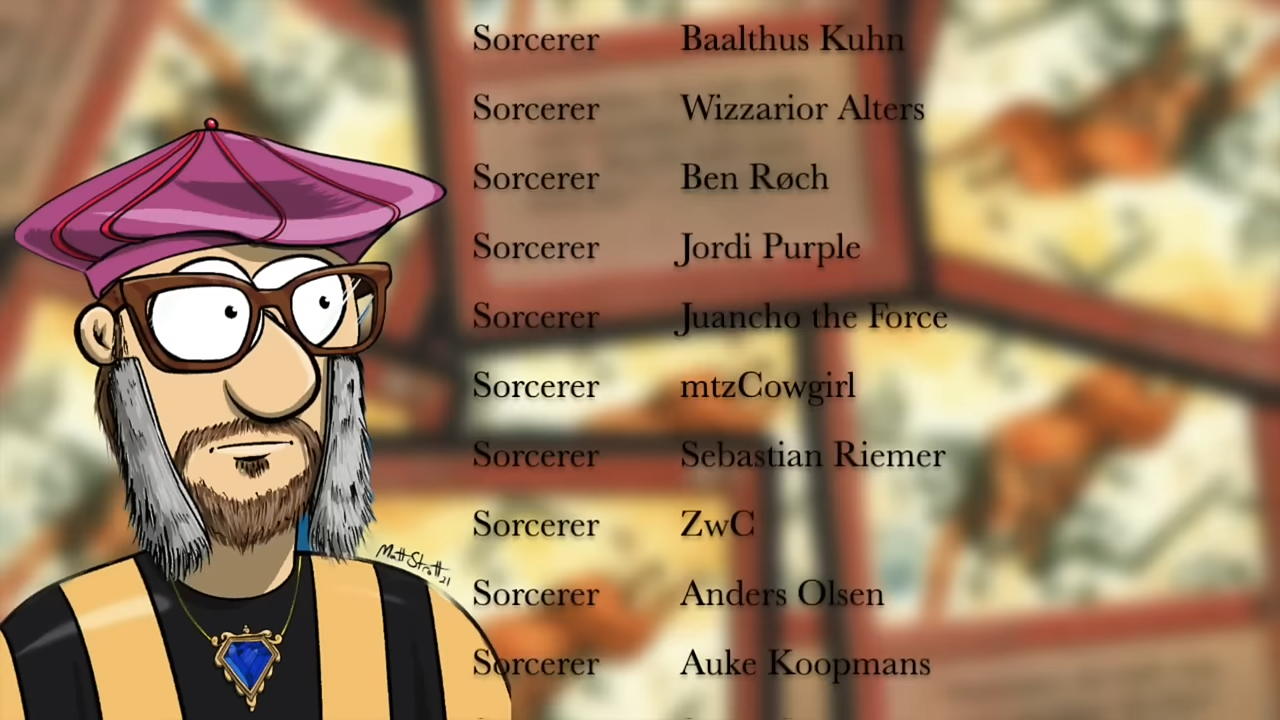 Sorcerer Baalthus Kuhn
Sorcerer Wizzarior Alters
Sorcerer Ben Røch
Sorcerer Jordi Purple
Sorcerer Juancho the Force
Sorcerer mtzCowgirl
Sorcerer Sebastian Riemer
Sorcerer ZwC
Sorcerer Anders Olsen
Sorcerer Auke Koopmans
MattStrott21